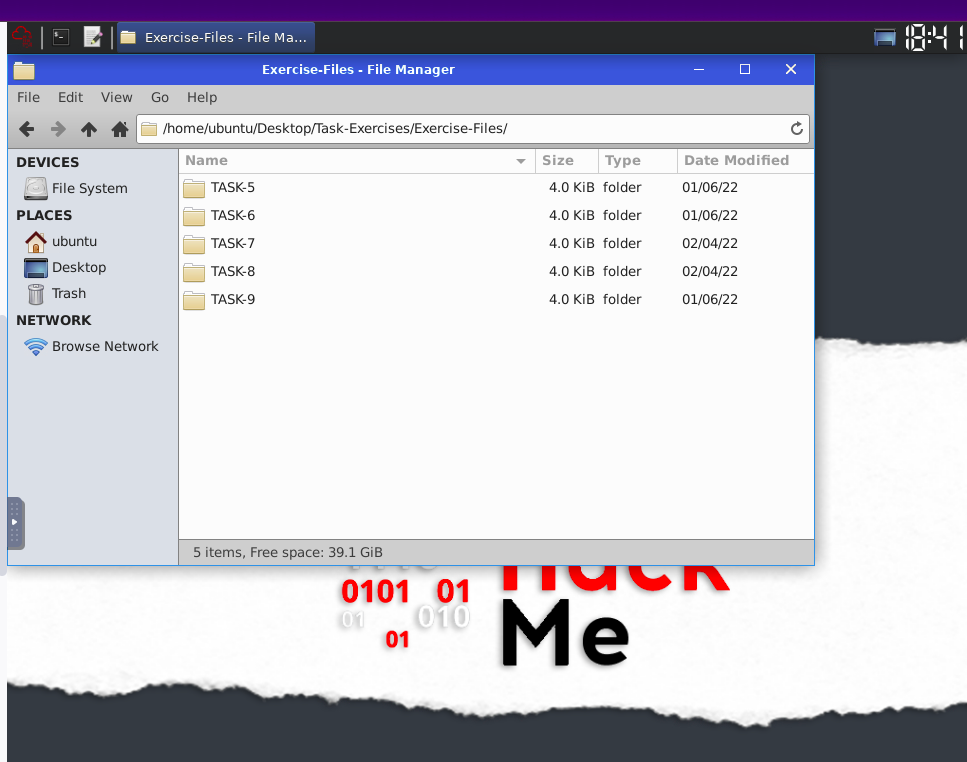 Exercise-Files - File Ma...
18:41
Exercise-Files - File Manager
File Edit View Go Help
/home/ubuntu/Desktop/Task-Exercises/Exercise-Files/
DEVICES
File System
PLACES
ubuntu
Desktop
Trash
NETWORK
Browse Network
Name Size Type Date Modified
TASK-5 4.0 KiB folder 01/06/22
TASK-6 4.0 KiB folder 01/06/22
TASK-7 4.0 KiB folder 02/04/22
TASK-8 4.0 KiB folder 02/04/22
TASK-9 4.0 KiB folder 01/06/22
5 items, Free space: 39.1 GiB
Hack
0101 01
01 010
Me
01